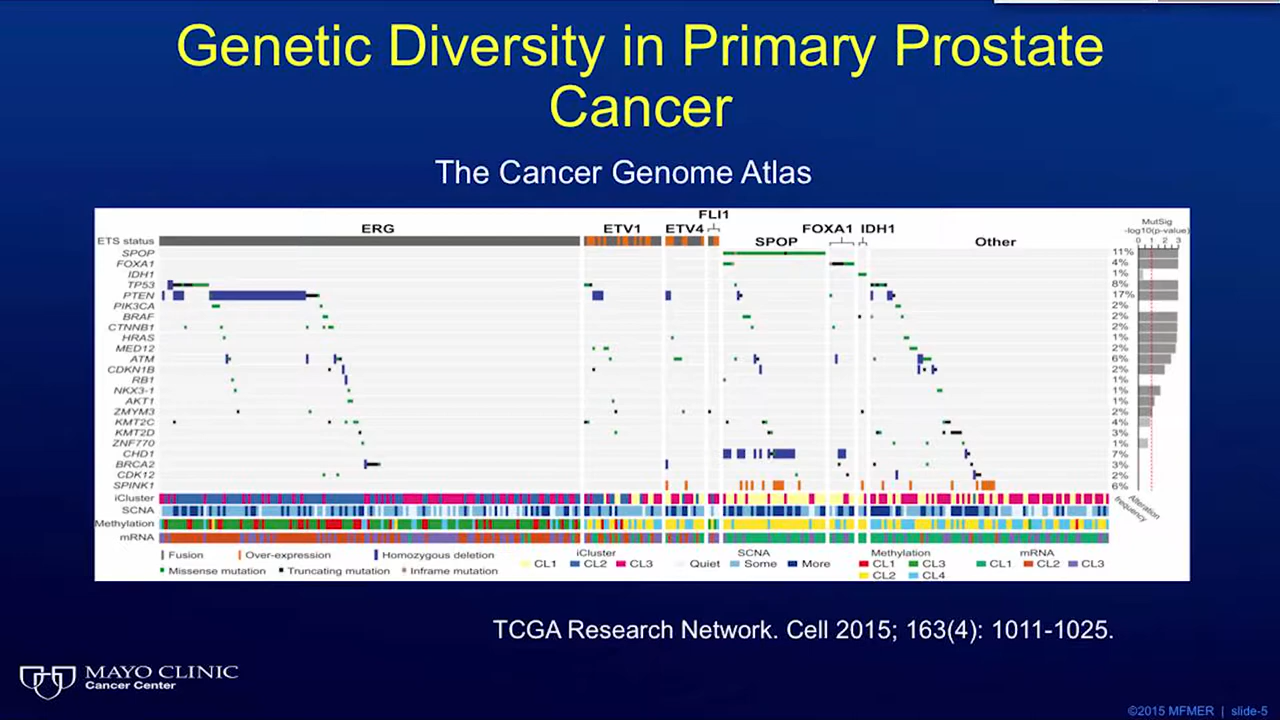 Genetic Diversity in Primary Prostate
Cancer
The Cancer Genome Atlas
FLI1
ERG ETV1 ETV4 SPOP FOXA1 IDH1 Other
MutSig
-log10(p-value)
ETS status 0 1 2 3
SPOP 11%
FOXA1 4%
IDH1 1%
TP53 8%
PTEN 17%
PIK3CA 2%
BRAF 2%
CTNNB1 2%
HRAS 1%
MED12 2%
ATM 6%
CDKN1B 2%
RB1 1%
NKX3-1 1%
AKT1 1%
ZMYM3 2%
KMT2C 4%
KMT2D 3%
ZNF770 1%
CHD1 7%
BRCA2 3%
CDK12 2%
SPINK1 6%
iCluster
SCNA
Methylation
mRNA
Alteration
frequency
Fusion Over-expression Homozygous deletion
Missense mutation Truncating mutation Inframe mutation
iCluster SCNA Methylation mRNA
CL1 CL2 CL3 Quiet Some More CL1 CL3 CL1 CL2 CL3
CL2 CL4
TCGA Research Network. Cell 2015; 163(4): 1011-1025.
MAYO CLINIC
Cancer Center
©2015 MFMER | slide-5